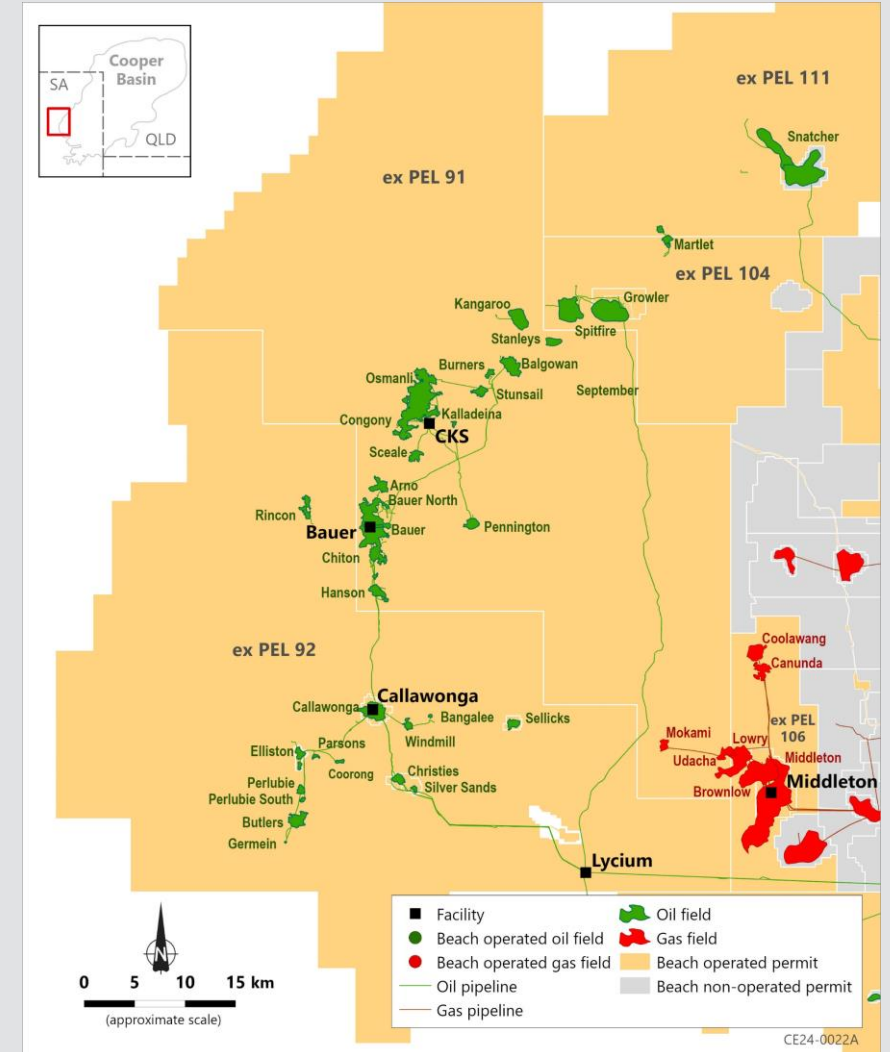 Cooper
Basin
SA
QLD
ex PEL 111
Snatcher
ex PEL 91
Martlet
ex PEL 104
Kangaroo
Growler
Spitfire
Stanleys
Burners
Balgowan
Osmanli
Stunsail
September
Kalladeina
Congony
CKS
Sceale
Arno
Bauer North
Rincon
Bauer
Bauer
Pennington
Chiton
Hanson
Coolawang
ex PEL 92
Canunda
Callawonga
Callawonga
Bangalee
Sellicks
ex PEL
106
Windmill
Mokami
Lowry
Parsons
Elliston
Udacha
Middleton
Coorong
Christies
Middleton
Perlubie
Silver Sands
Brownlow
Perlubie South
Butlers
Germein
Lycium
N
0 5 10 15 km
(approximate scale)
Facility
Beach operated oil field
Beach operated gas field
Oil pipeline
Gas pipeline
Oil field
Gas field
Beach operated permit
Beach non-operated permit
CE24-0022A